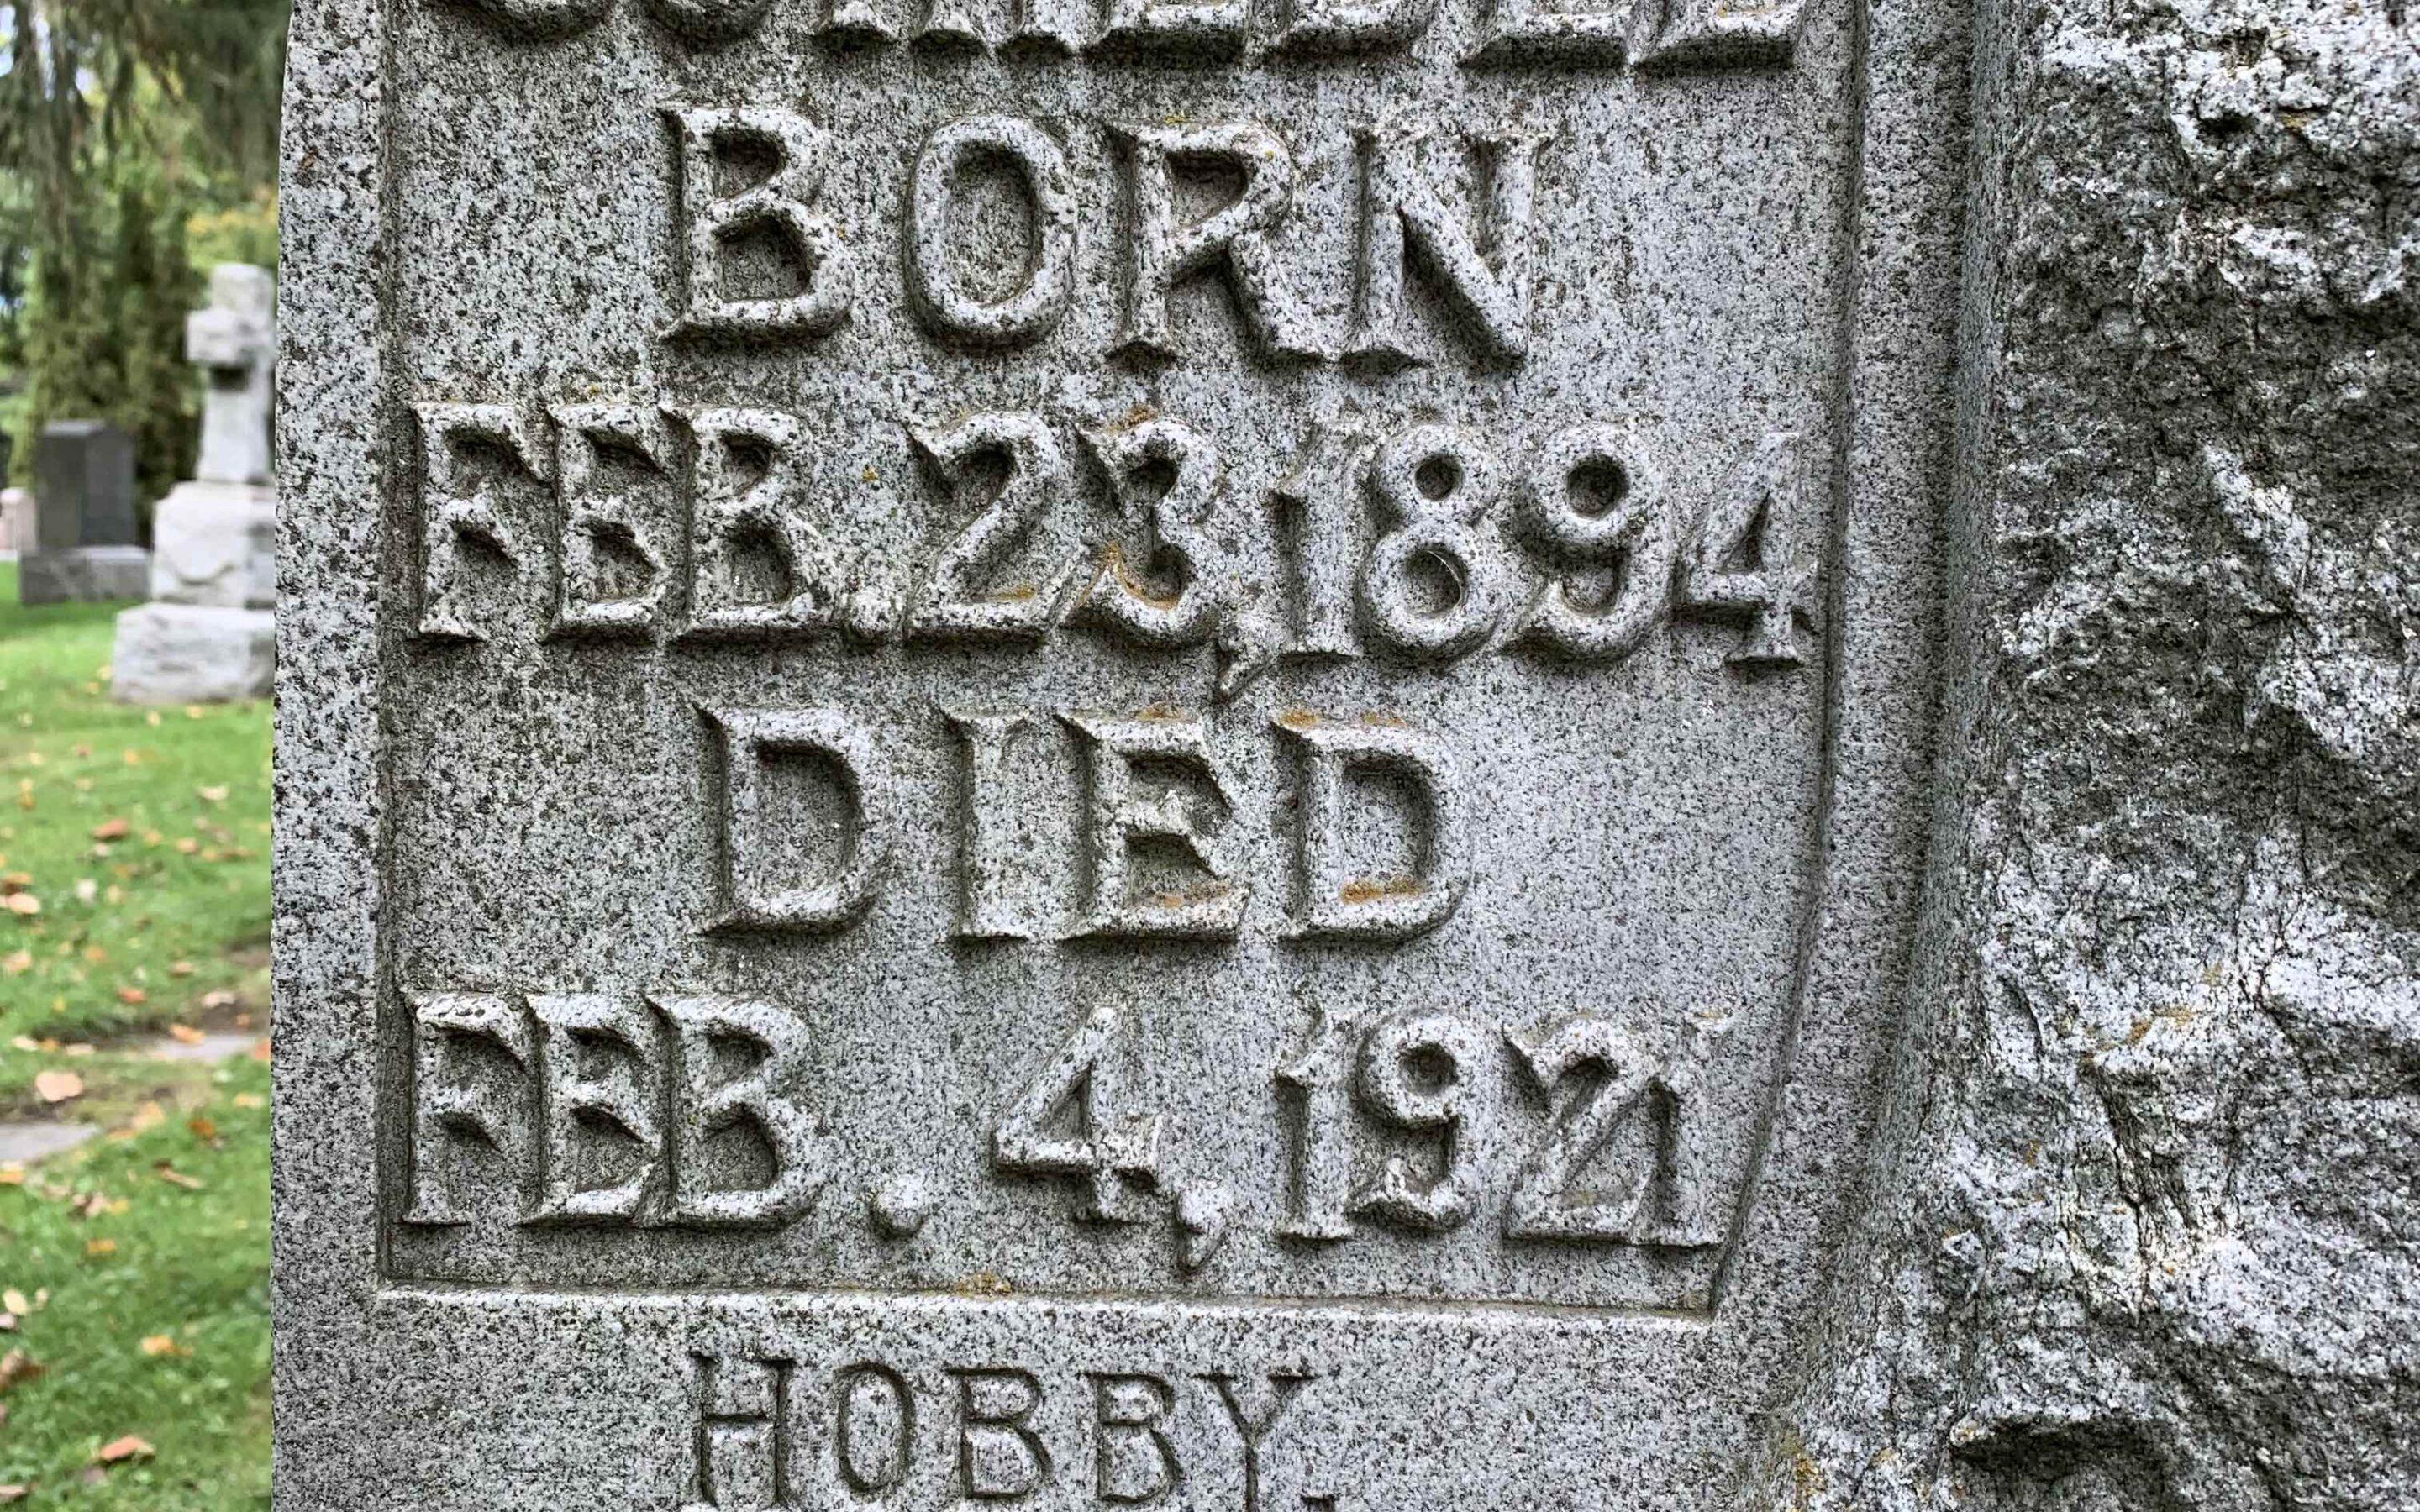 BORN
FEB. 23, 1894
DIED
FEB. 4, 1921
HOBBY.